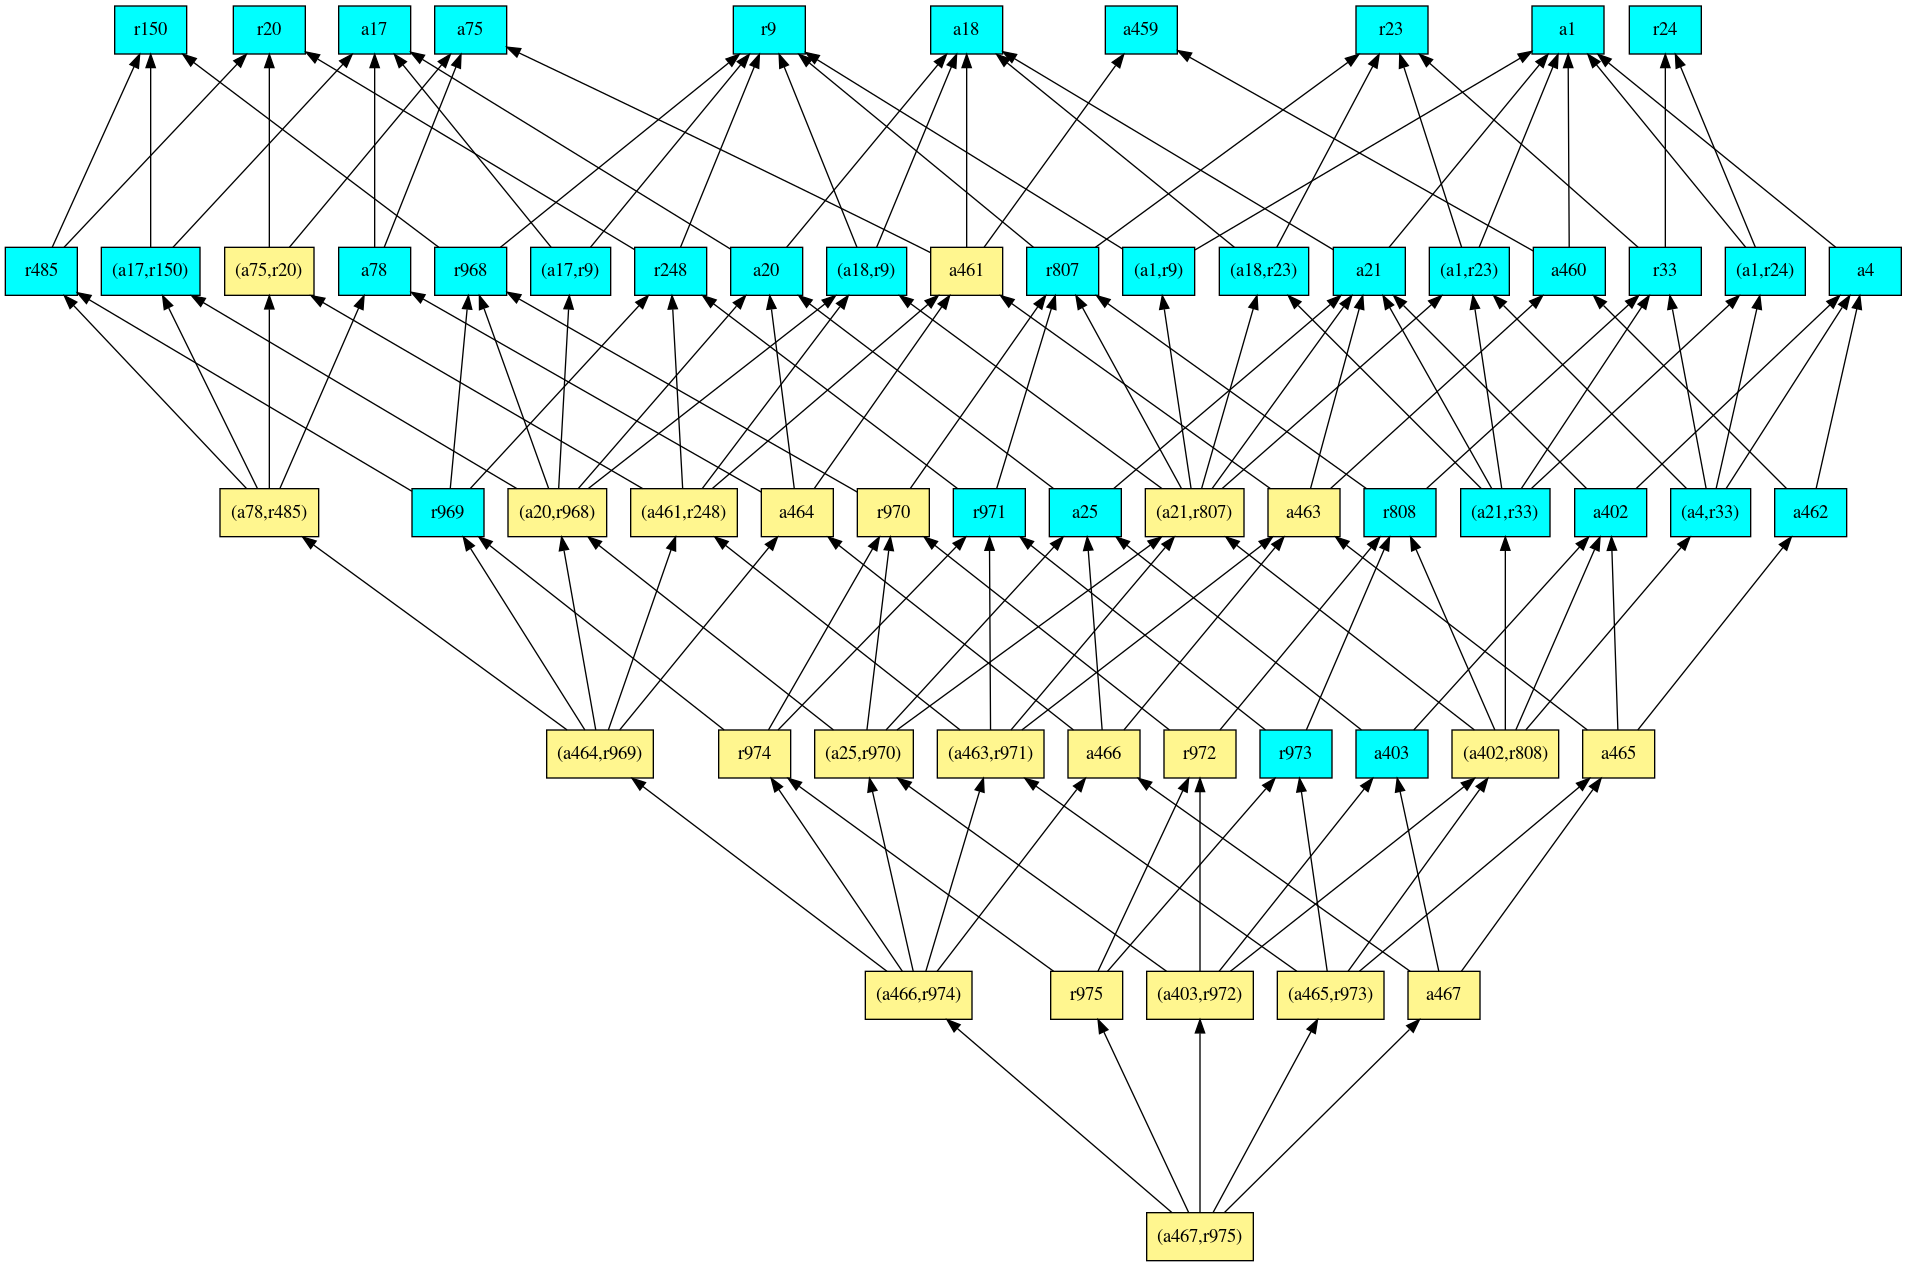 r150
r20
a17
a75
r9
a18
a459
r23
a1
r24
r485
(a17,r150)
(a75,r20)
a78
r968
(a17,r9)
r248
a20
(a18,r9)
a461
r807
(a1,r9)
(a18,r23)
a21
(a1,r23)
a460
r33
(a1,r24)
a4
(a78,r485)
r969
(a20,r968)
(a461,r248)
a464
r970
r971
a25
(a21,r807)
a463
r808
(a21,r33)
a402
(a4,r33)
a462
(a464,r969)
r974
(a25,r970)
(a463,r971)
a466
r972
r973
a403
(a402,r808)
a465
(a466,r974)
r975
(a403,r972)
(a465,r973)
a467
(a467,r975)